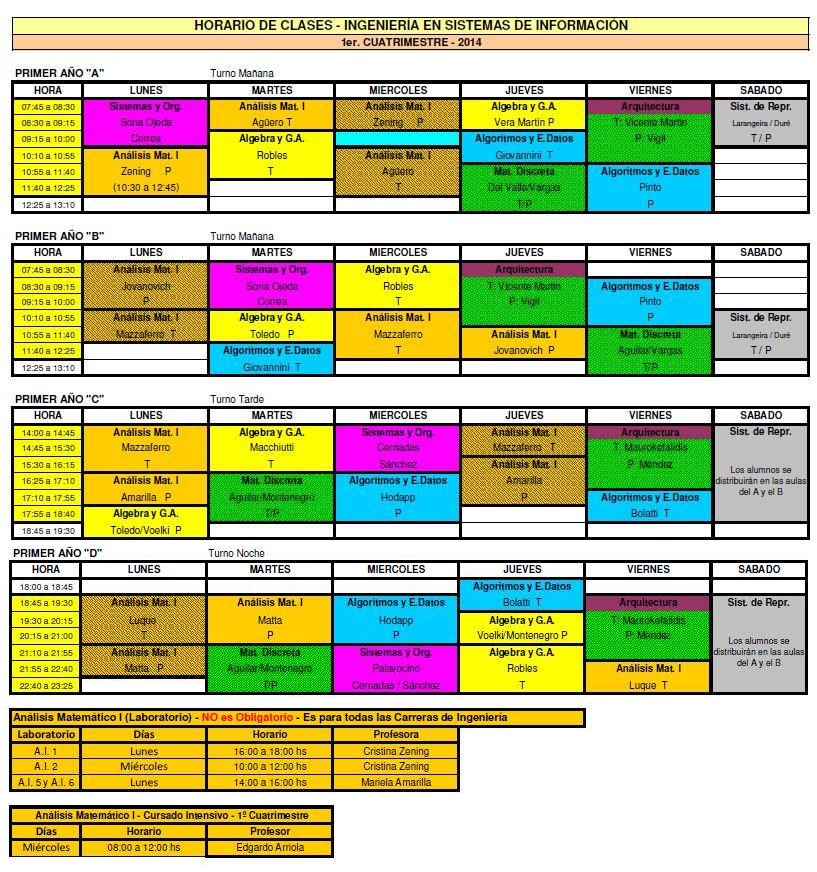 HORARIO DE CLASES - INGENIERÍA EN SISTEMAS DE INFORMACIÓN
1er. CUATRIMESTRE - 2014
PRIMER AÑO "A" Turno Mañana
HORA LUNES MARTES MIERCOLES JUEVES VIERNES SABADO
07:45 a 08:30 Sistemas y Org. Análisis Mat. I Análisis Mat. I Algebra y G.A. Arquitectura Sist. de Repr.
08:30 a 09:15 Soria Ojeda Agüero T Zening P Vera Martín P T: Vicente Martín Larangeira / Duré
09:15 a 10:00 Correa Algebra y G.A. Algoritmos y E.Datos P: Vigil T / P
10:10 a 10:55 Análisis Mat. I Robles Análisis Mat. I Giovannini T
10:55 a 11:40 Zening P T Agüero Mat. Discreta Algoritmos y E.Datos
11:40 a 12:25 (10:30 a 12:45) T Del Valle/Vargas Pinto
12:25 a 13:10 T/P P
PRIMER AÑO "B" Turno Mañana
HORA LUNES MARTES MIERCOLES JUEVES VIERNES SABADO
07:45 a 08:30 Análisis Mat. I Sistemas y Org. Algebra y G.A. Arquitectura
08:30 a 09:15 Jovanovich Soria Ojeda Robles T: Vicente Martín Algoritmos y E.Datos
09:15 a 10:00 P Correa T P: Vigil Pinto
10:10 a 10:55 Análisis Mat. I Algebra y G.A. Análisis Mat. I P Sist. de Repr.
10:55 a 11:40 Mazzaferro T Toledo P Mazzaferro Análisis Mat. I Mat. Discreta Larangeira / Duré
11:40 a 12:25 Algoritmos y E.Datos T Jovanovich P Aguilar/Vargas T / P
12:25 a 13:10 Giovannini T T/P
PRIMER AÑO "C" Turno Tarde
HORA LUNES MARTES MIERCOLES JUEVES VIERNES SABADO
14:00 a 14:45 Análisis Mat. I Algebra y G.A. Sistemas y Org. Análisis Mat. I Arquitectura Sist. de Repr.
14:45 a 15:30 Mazzaferro Macchiutti Cernadas Mazzaferro T T: Maurokefalidis
15:30 a 16:15 T T Sánchez Análisis Mat. I P: Méndez Los alumnos se
16:25 a 17:10 Análisis Mat. I Mat. Discreta Algoritmos y E.Datos Amarilla distribuirán en las aulas
17:10 a 17:55 Amarilla P Aguilar/Montenegro Hodapp P Algoritmos y E.Datos del A y el B
17:55 a 18:40 Algebra y G.A. T/P P Bolatti T
18:45 a 19:30 Toledo/Voelki P
PRIMER AÑO "D" Turno Noche
HORA LUNES MARTES MIERCOLES JUEVES VIERNES SABADO
18:00 a 18:45 Algoritmos y E.Datos
18:45 a 19:30 Análisis Mat. I Análisis Mat. I Algoritmos y E.Datos Bolatti T Arquitectura Sist. de Repr.
19:30 a 20:15 Luque Matta Hodapp Algebra y G.A. T: Maurokefalidis
20:15 a 21:00 T P P Voelki/Montenegro P P: Méndez Los alumnos se
21:10 a 21:55 Análisis Mat. I Mat. Discreta Sistemas y Org. Algebra y G.A. distribuirán en las aulas
21:55 a 22:40 Matta P Aguilar/Montenegro Palavecino Robles Análisis Mat. I del A y el B
22:40 a 23:25 T/P Cernadas / Sánchez T Luque T
Análisis Matemático I (Laboratorio) - NO es Obligatorio - Es para todas las Carreras de Ingeniería
Laboratorio Días Horario Profesora
A.I. 1 Lunes 16:00 a 18:00 hs Cristina Zening
A.I. 2 Miércoles 10:00 a 12:00 hs Cristina Zening
A.I. 5 y A.I. 6 Lunes 14:00 a 16:00 hs Mariela Amarilla
Análisis Matemático I - Cursado Intensivo - 1º Cuatrimestre
Días Horario Profesor
Miércoles 08:00 a 12:00 hs Edgardo Arriola